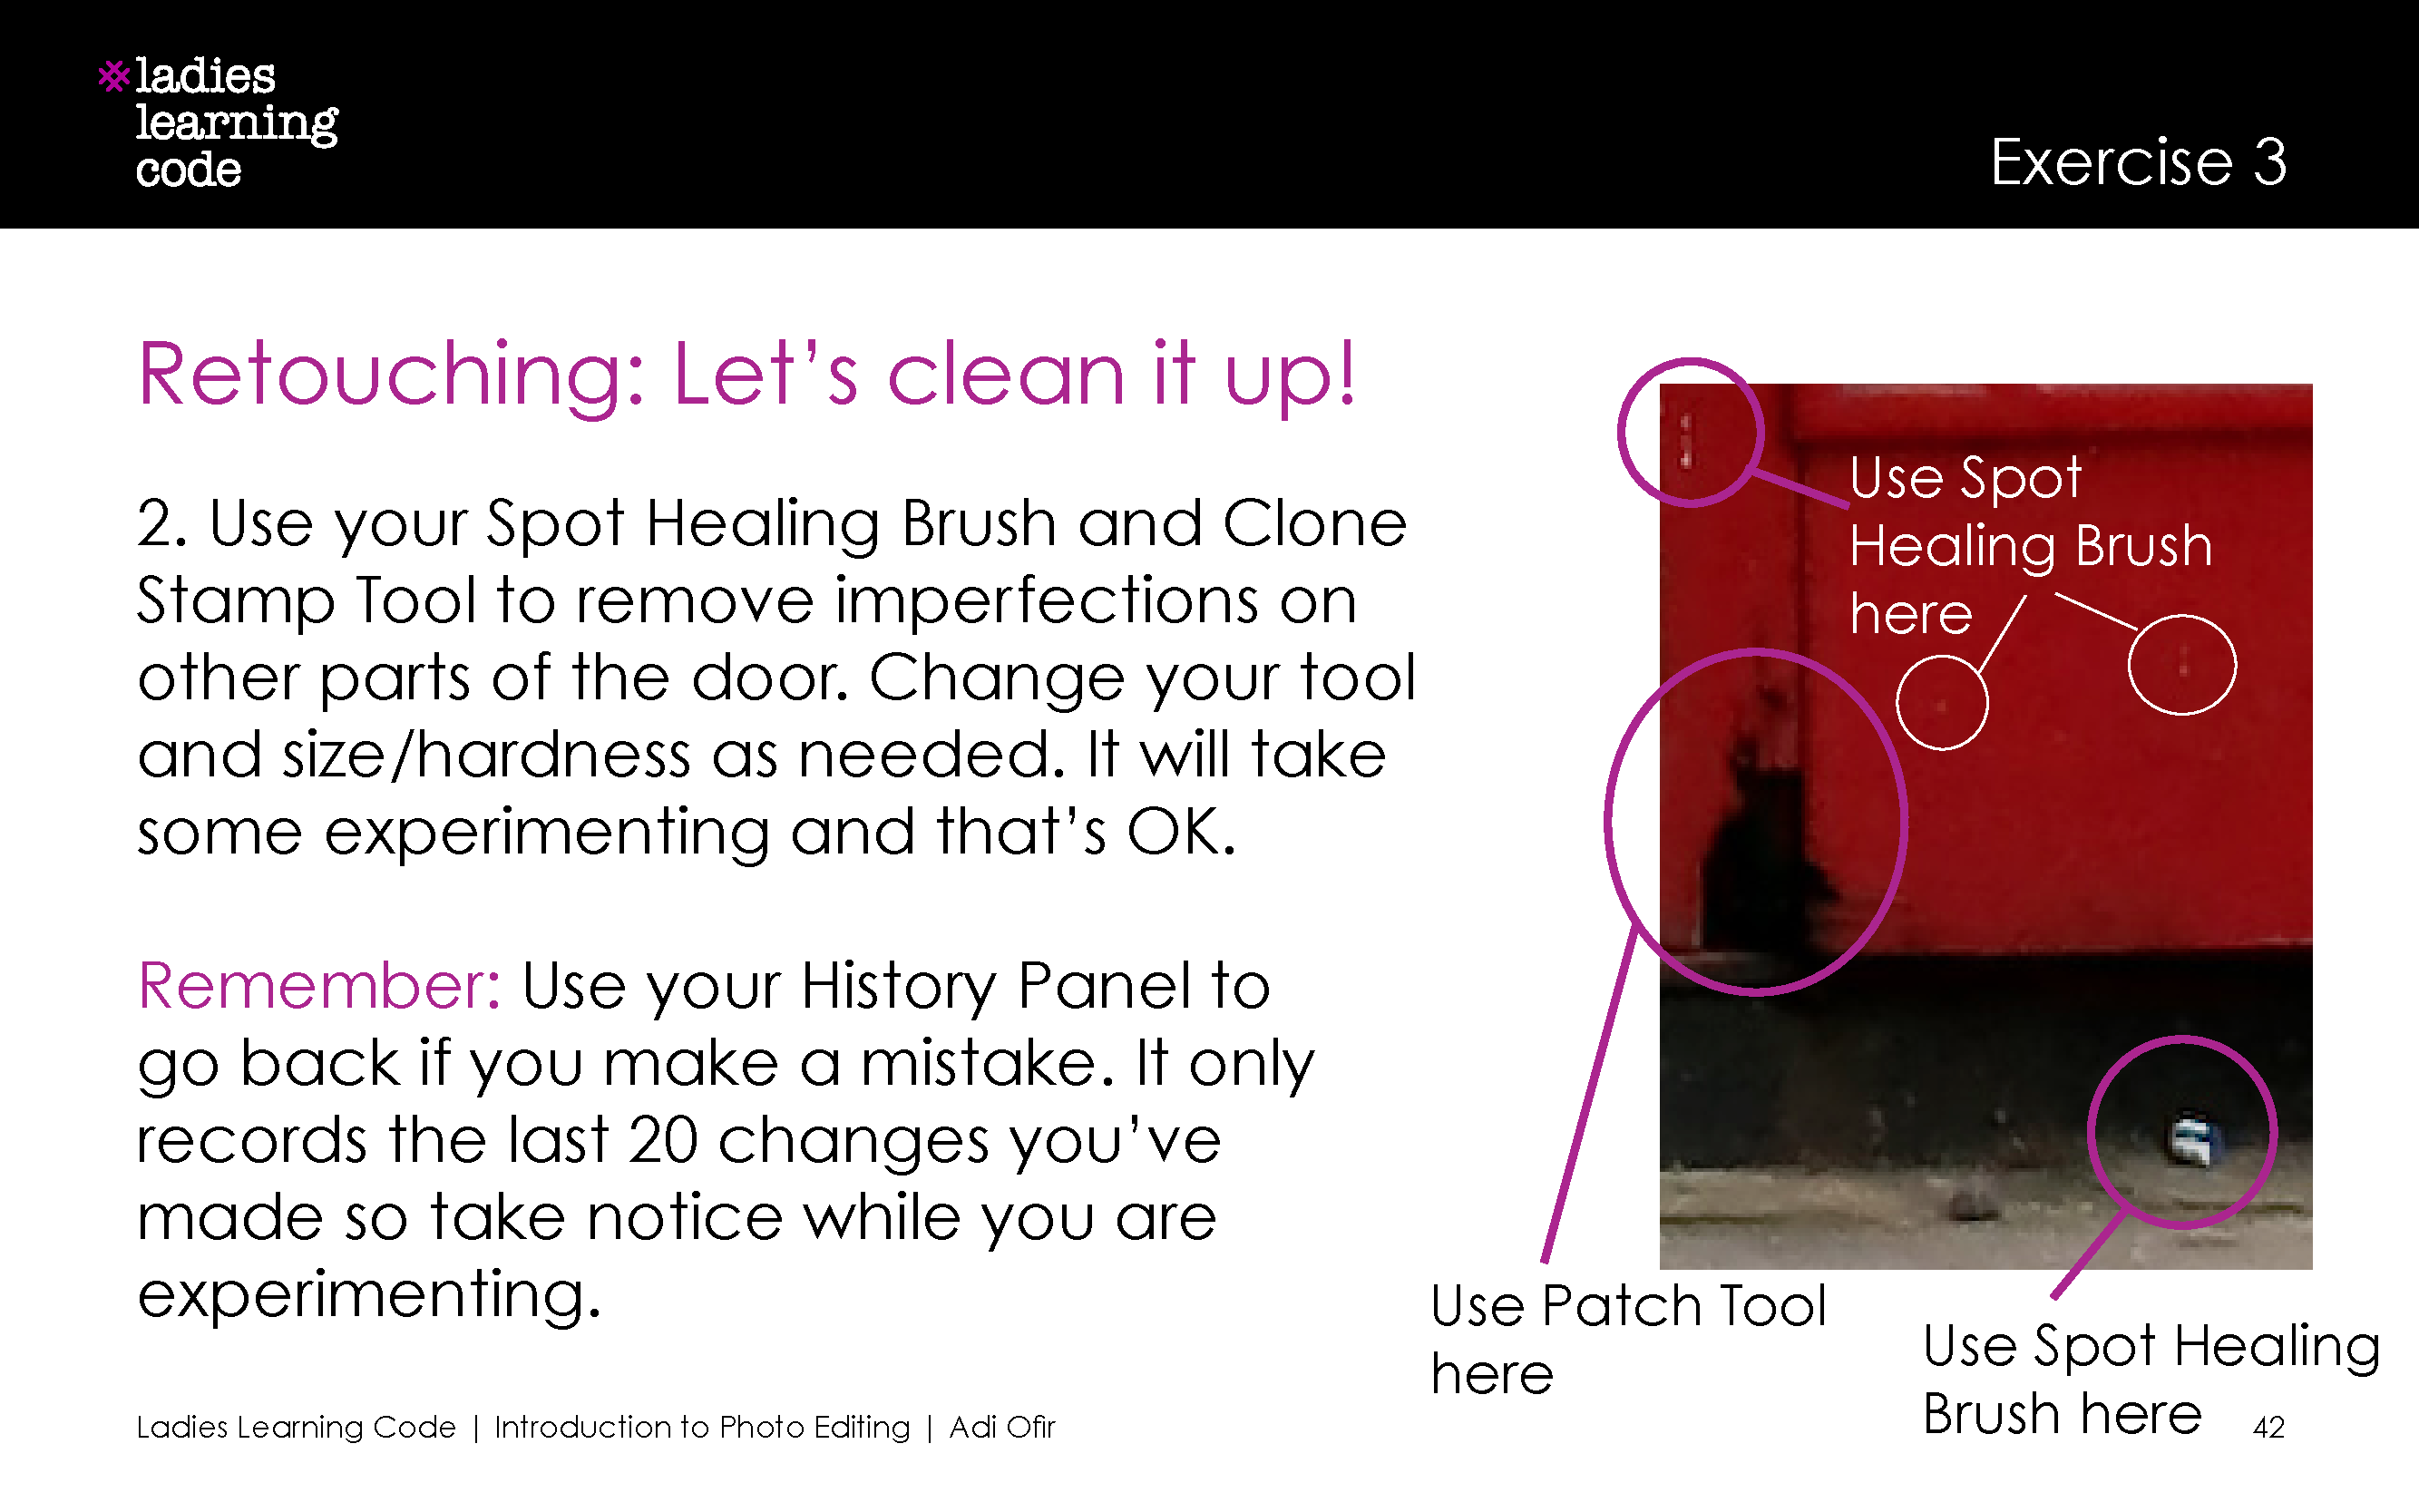 ladies
learning
code
Exercise 3
Retouching: Let’s clean it up!
2. Use your Spot Healing Brush and Clone
Stamp Tool to remove imperfections on
other parts of the door. Change your tool
and size/hardness as needed. It will take
some experimenting and that’s OK.
Remember: Use your History Panel to
go back if you make a mistake. It only
records the last 20 changes you’ve
made so take notice while you are
experimenting.
Use Spot
Healing Brush
here
Use Patch Tool
here
Use Spot Healing
Brush here
Ladies Learning Code | Introduction to Photo Editing | Adi Ofir
42